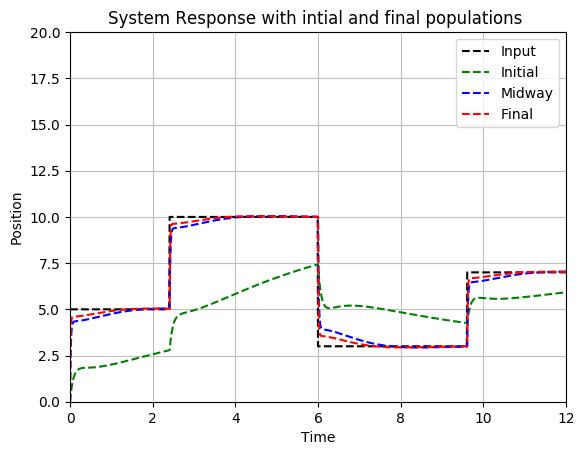 System Response with intial and final populations
20.0
17.5
15.0
12.5
10.0
7.5
5.0
2.5
0.0
Position
Input
Initial
Midway
Final
0 2 4 6 8 10 12
Time